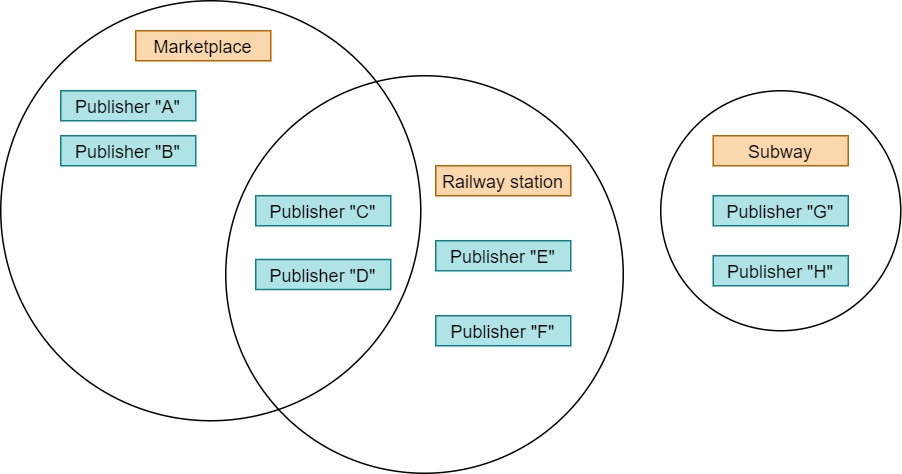 Marketplace
Publisher "A"
Publisher "B"
Publisher "C"
Publisher "D"
Railway station
Publisher "E"
Publisher "F"
Subway
Publisher "G"
Publisher "H"